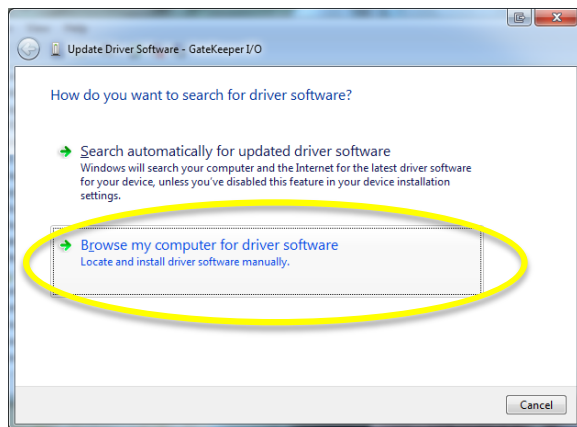 Update Driver Software - GateKeeper I/O
How do you want to search for driver software?
Search automatically for updated driver software
Windows will search your computer and the Internet for the latest driver software
for your device, unless you've disabled this feature in your device installation
settings.
Browse my computer for driver software
Locate and install driver software manually.
Cancel